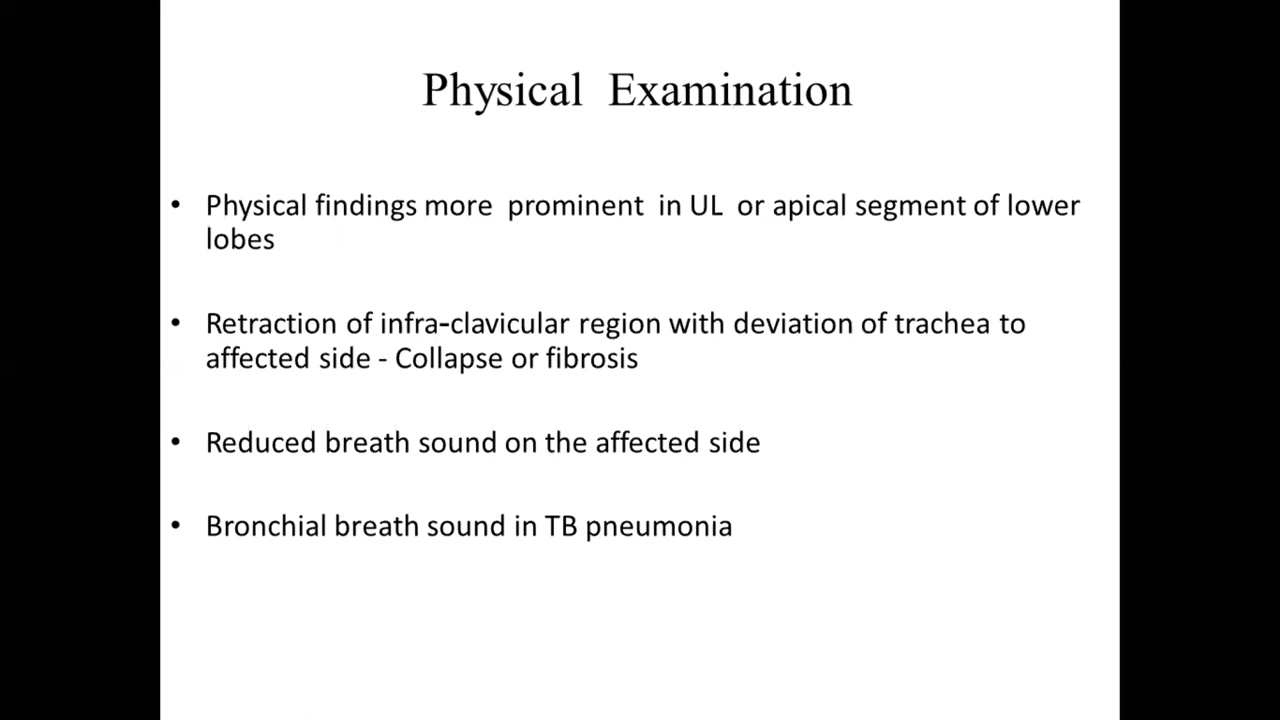 Physical Examination
• Physical findings more prominent in UL or apical segment of lower
lobes
• Retraction of infra-clavicular region with deviation of trachea to
affected side - Collapse or fibrosis
• Reduced breath sound on the affected side
• Bronchial breath sound in TB pneumonia